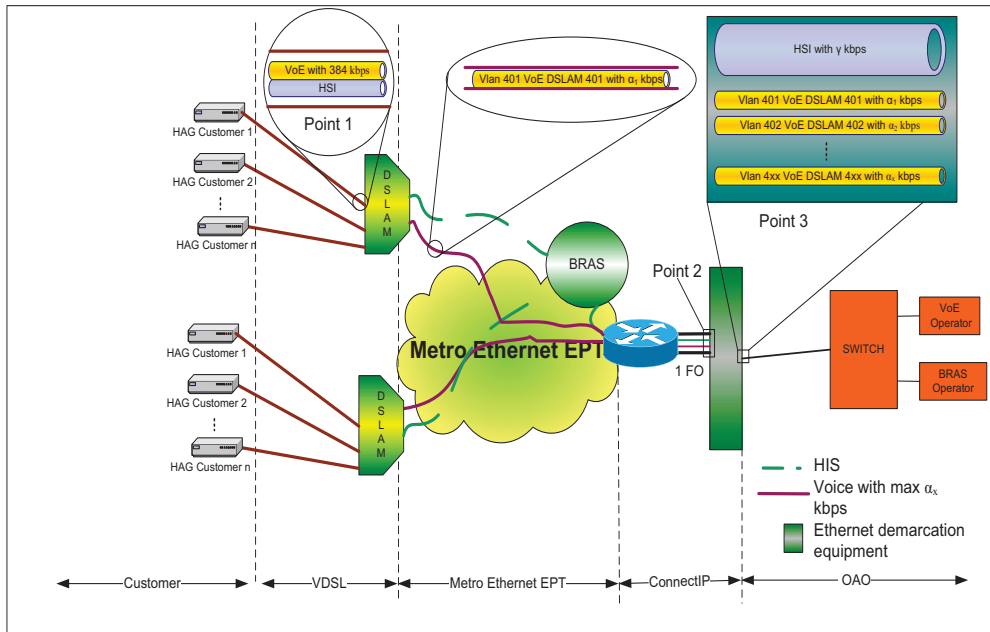 VoE with 384 kbps
HSI
Point 1
Vlan 401 VoE DSLAM 401 with α₁ kbps
HSI with γ kbps
Vlan 401 VoE DSLAM 401 with α₁ kbps
Vlan 402 VoE DSLAM 402 with α₂ kbps
Vlan 4xx VoE DSLAM 4xx with αₓ kbps
Point 3
HAG Customer 1
HAG Customer 2
HAG Customer n
DSLAM
BRAS
Point 2
Metro Ethernet EPT
1 FO
SWITCH
VoE
Operator
BRAS
Operator
HAG Customer 1
HAG Customer 2
HAG Customer n
DSLAM
HIS
Voice with max αₓ
kbps
Ethernet demarcation
equipment
Customer
VDSL
Metro Ethernet EPT
ConnectIP
OAO